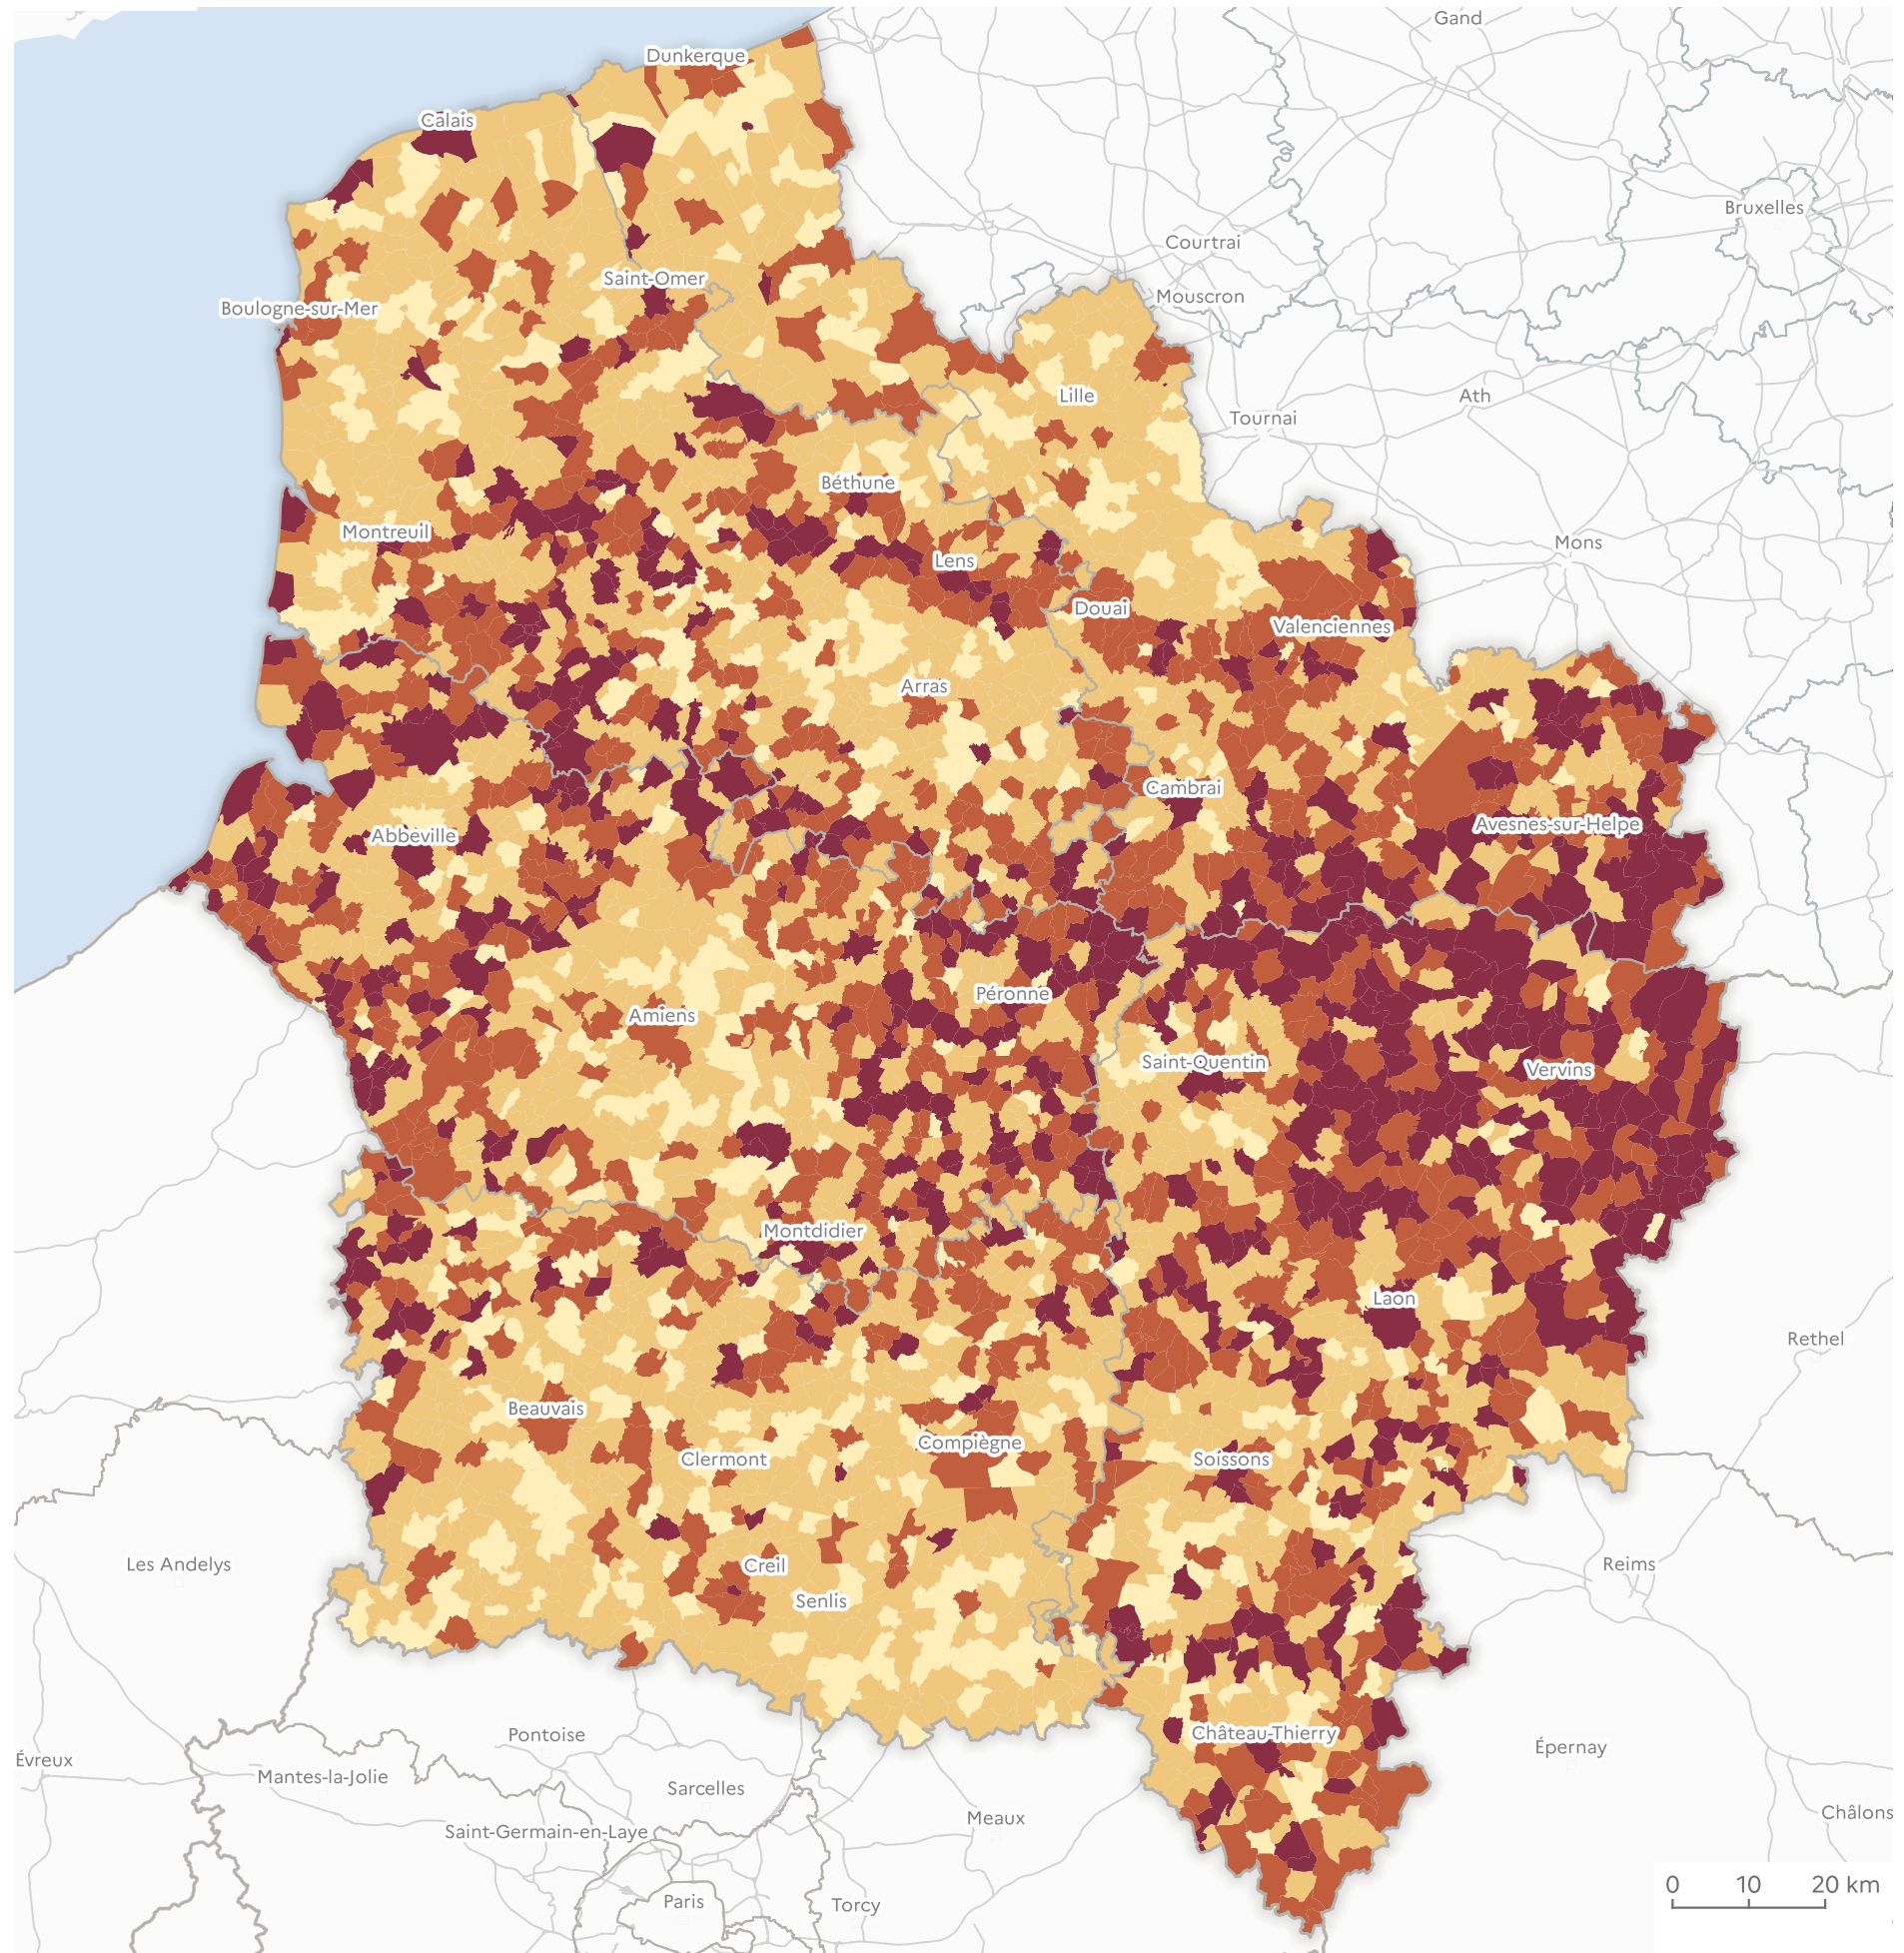 Gand
Dunkerque
Calais
Bruxelles
Courtrai
Saint-Omer
Mouscron
Boulogne-sur-Mer
Lille
Ath
Tournai
Béthune
Montreuil
Mons
Lens
Douai
Valenciennes
Arras
Cambrai
Avesnes-sur-Helpe
Abbeville
Péronne
Amiens
Saint-Quentin
Vervins
Montdidier
Laon
Rethel
Beauvais
Compiègne
Clermont
Soissons
Les Andelys
Creil
Reims
Senlis
Château-Thierry
Pontoise
Épernay
Évreux
Mantes-la-Jolie
Sarcelles
Meaux
Châlons
Saint-Germain-en-Laye
Paris
Torcy
0 10 20 km